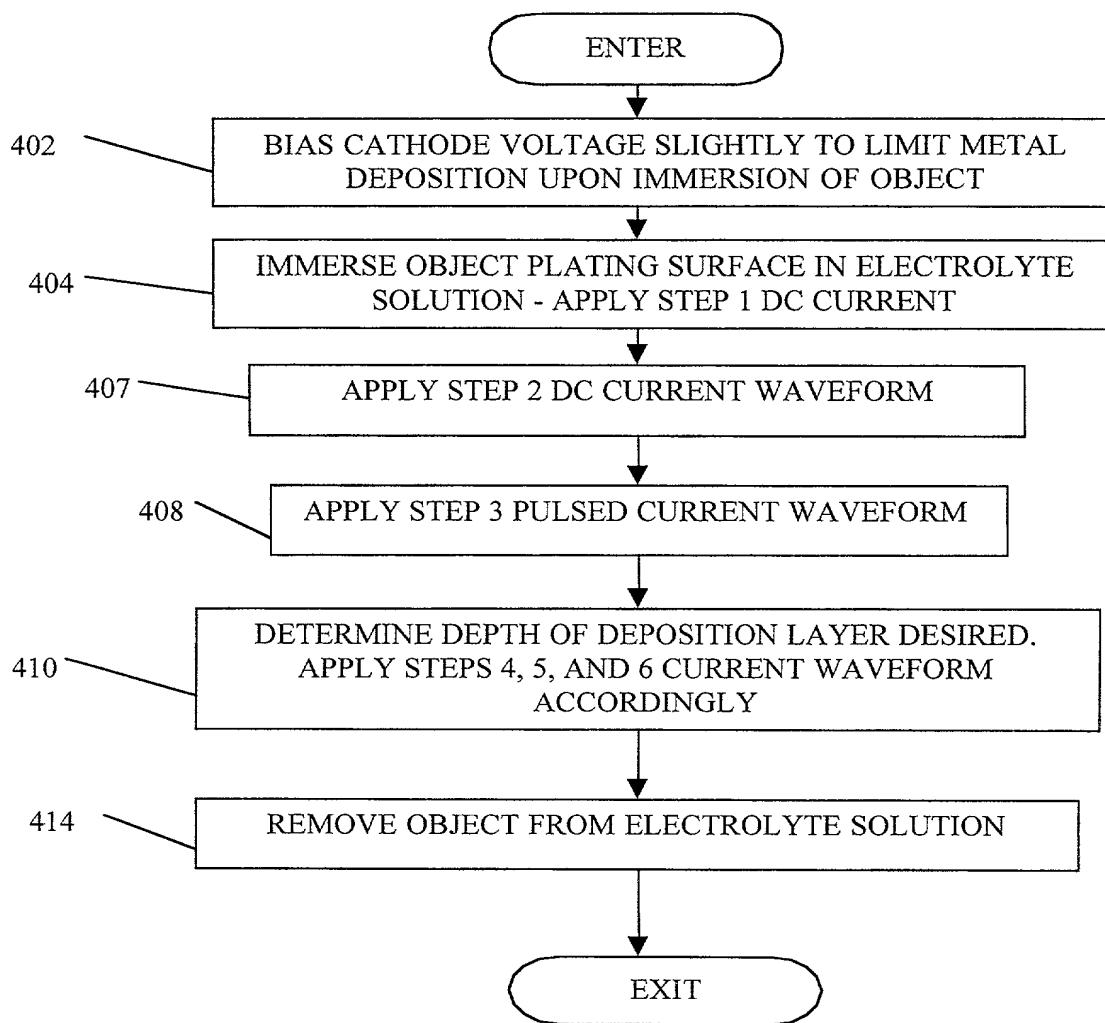 ENTER
402
BIAS CATHODE VOLTAGE SLIGHTLY TO LIMIT METAL
DEPOSITION UPON IMMERSION OF OBJECT
404
IMMERSE OBJECT PLATING SURFACE IN ELECTROLYTE
SOLUTION - APPLY STEP 1 DC CURRENT
407
APPLY STEP 2 DC CURRENT WAVEFORM
408
APPLY STEP 3 PULSED CURRENT WAVEFORM
410
DETERMINE DEPTH OF DEPOSITION LAYER DESIRED.
APPLY STEPS 4, 5, AND 6 CURRENT WAVEFORM
ACCORDINGLY
414
REMOVE OBJECT FROM ELECTROLYTE SOLUTION
EXIT